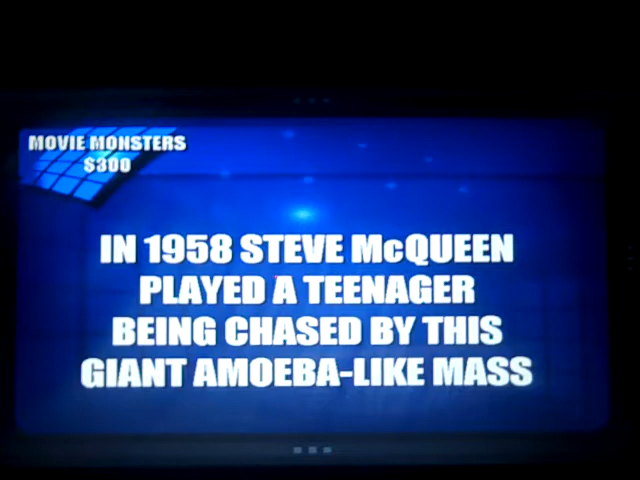 MOVIE MONSTERS
$300
IN 1958 STEVE McQUEEN
PLAYED A TEENAGER
BEING CHASED BY THIS
GIANT AMOEBA-LIKE MASS